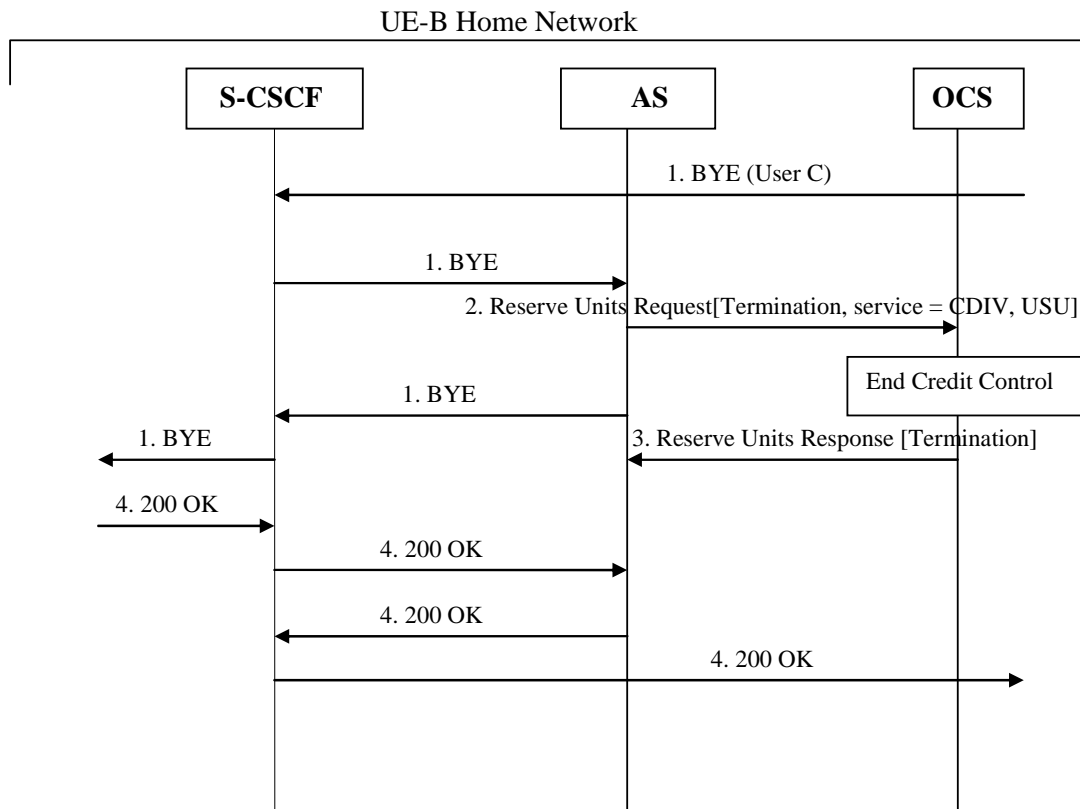 UE-B Home Network
S-CSCF
AS
OCS
1. BYE (User C)
1. BYE
2. Reserve Units Request[Termination, service = CDIV, USU]
End Credit Control
1. BYE
1. BYE
3. Reserve Units Response [Termination]
4. 200 OK
4. 200 OK
4. 200 OK
4. 200 OK